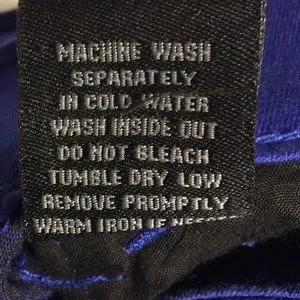 MACHINE WASH
SEPARATELY
IN COLD WATER
WASH INSIDE OUT
DO NOT BLEACH
TUMBLE DRY LOW
REMOVE PROMPTLY
WARM IRON IF NEEDED